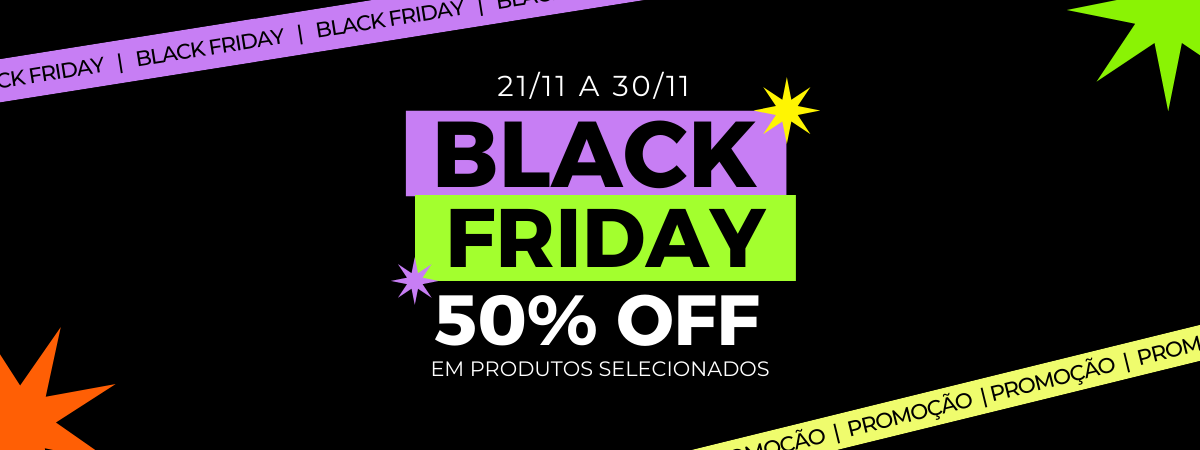 CK FRIDAY | BLACK FRIDAY | BLACK FRIDAY | BLAC
21/11 A 30/11
BLACK
FRIDAY
50% OFF
EM PRODUTOS SELECIONADOS
OMOÇÃO | PROMOÇÃO | PROMOÇÃO | PROM